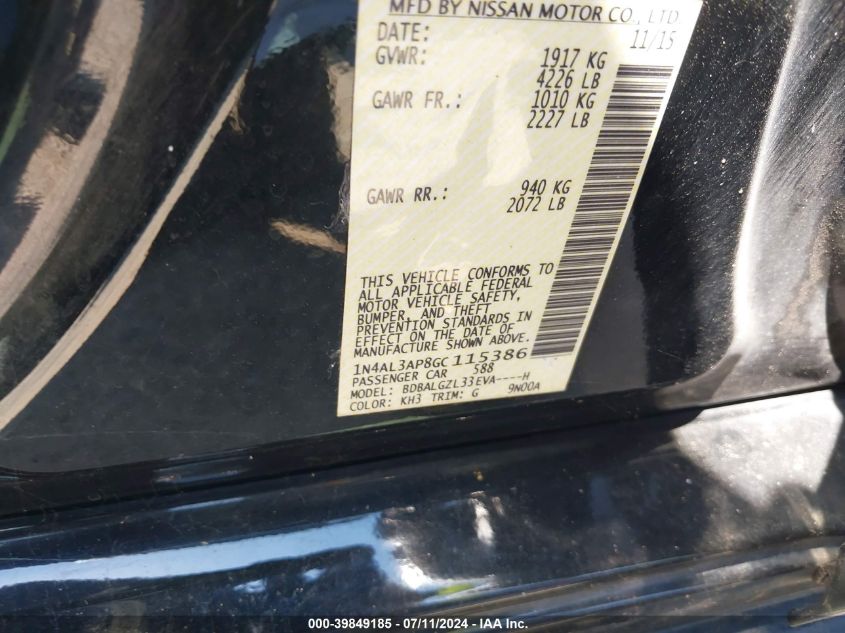 MFD BY NISSAN MOTOR CO., LTD.
DATE: 11/15
GVWR: 1917 KG
4226 LB
GAWR FR.: 1010 KG
2227 LB
GAWR RR.: 940 KG
2072 LB
THIS VEHICLE CONFORMS TO
ALL APPLICABLE FEDERAL
MOTOR VEHICLE SAFETY,
BUMPER, AND THEFT
PREVENTION STANDARDS IN
EFFECT ON THE DATE OF
MANUFACTURE SHOWN ABOVE.
1N4AL3AP8GC115386
PASSENGER CAR 588
MODEL: BDBALGZL33EVA----H
COLOR: KH3 TRIM: G 9N00A
000-39849185 - 07/11/2024 - IAA, Inc.